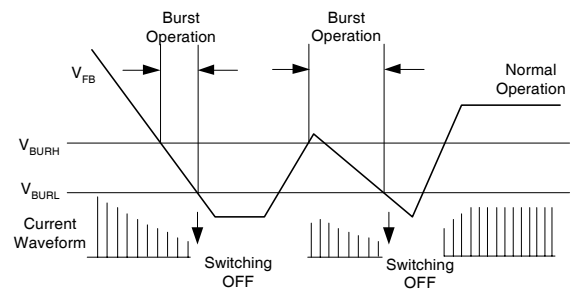 Burst
Operation
Burst
Operation
V_FB
Normal
Operation
V_BURH
V_BURL
Current
Waveform
Switching
OFF
Switching
OFF